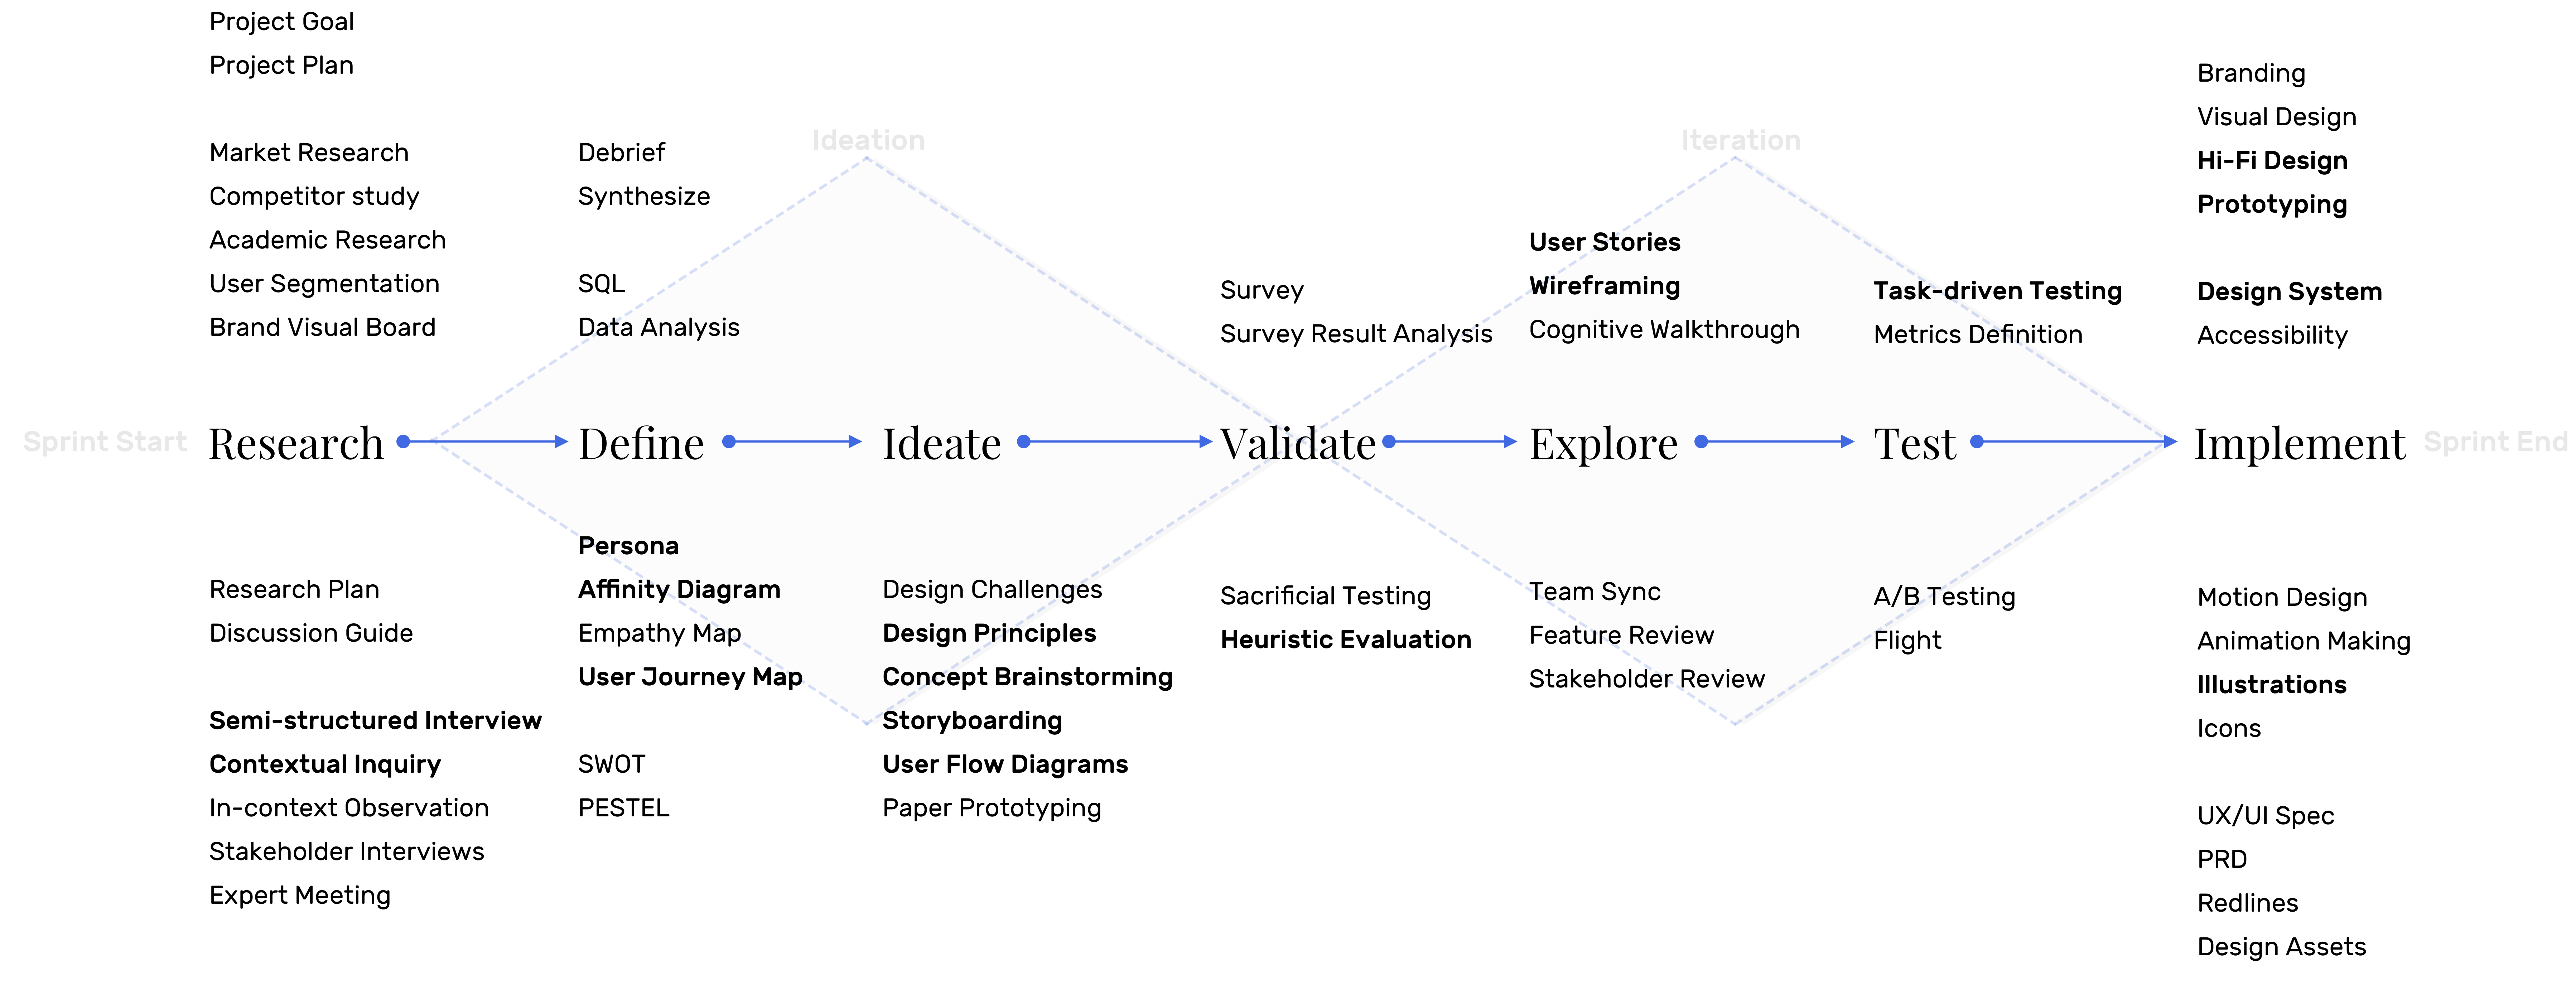 Project Goal
Project Plan
Market Research
Competitor study
Academic Research
User Segmentation
Brand Visual Board
Debrief
Synthesize
SQL
Data Analysis
Ideation
Survey
Survey Result Analysis
User Stories
Wireframing
Cognitive Walkthrough
Iteration
Task-driven Testing
Metrics Definition
Branding
Visual Design
Hi-Fi Design
Prototyping
Design System
Accessibility
Sprint Start
Research
Define
Ideate
Validate
Explore
Test
Implement
Sprint End
Research Plan
Discussion Guide
Semi-structured Interview
Contextual Inquiry
In-context Observation
Stakeholder Interviews
Expert Meeting
Persona
Affinity Diagram
Empathy Map
User Journey Map
SWOT
PESTEL
Design Challenges
Design Principles
Concept Brainstorming
Storyboarding
User Flow Diagrams
Paper Prototyping
Sacrificial Testing
Heuristic Evaluation
Team Sync
Feature Review
Stakeholder Review
A/B Testing
Flight
Motion Design
Animation Making
Illustrations
Icons
UX/UI Spec
PRD
Redlines
Design Assets